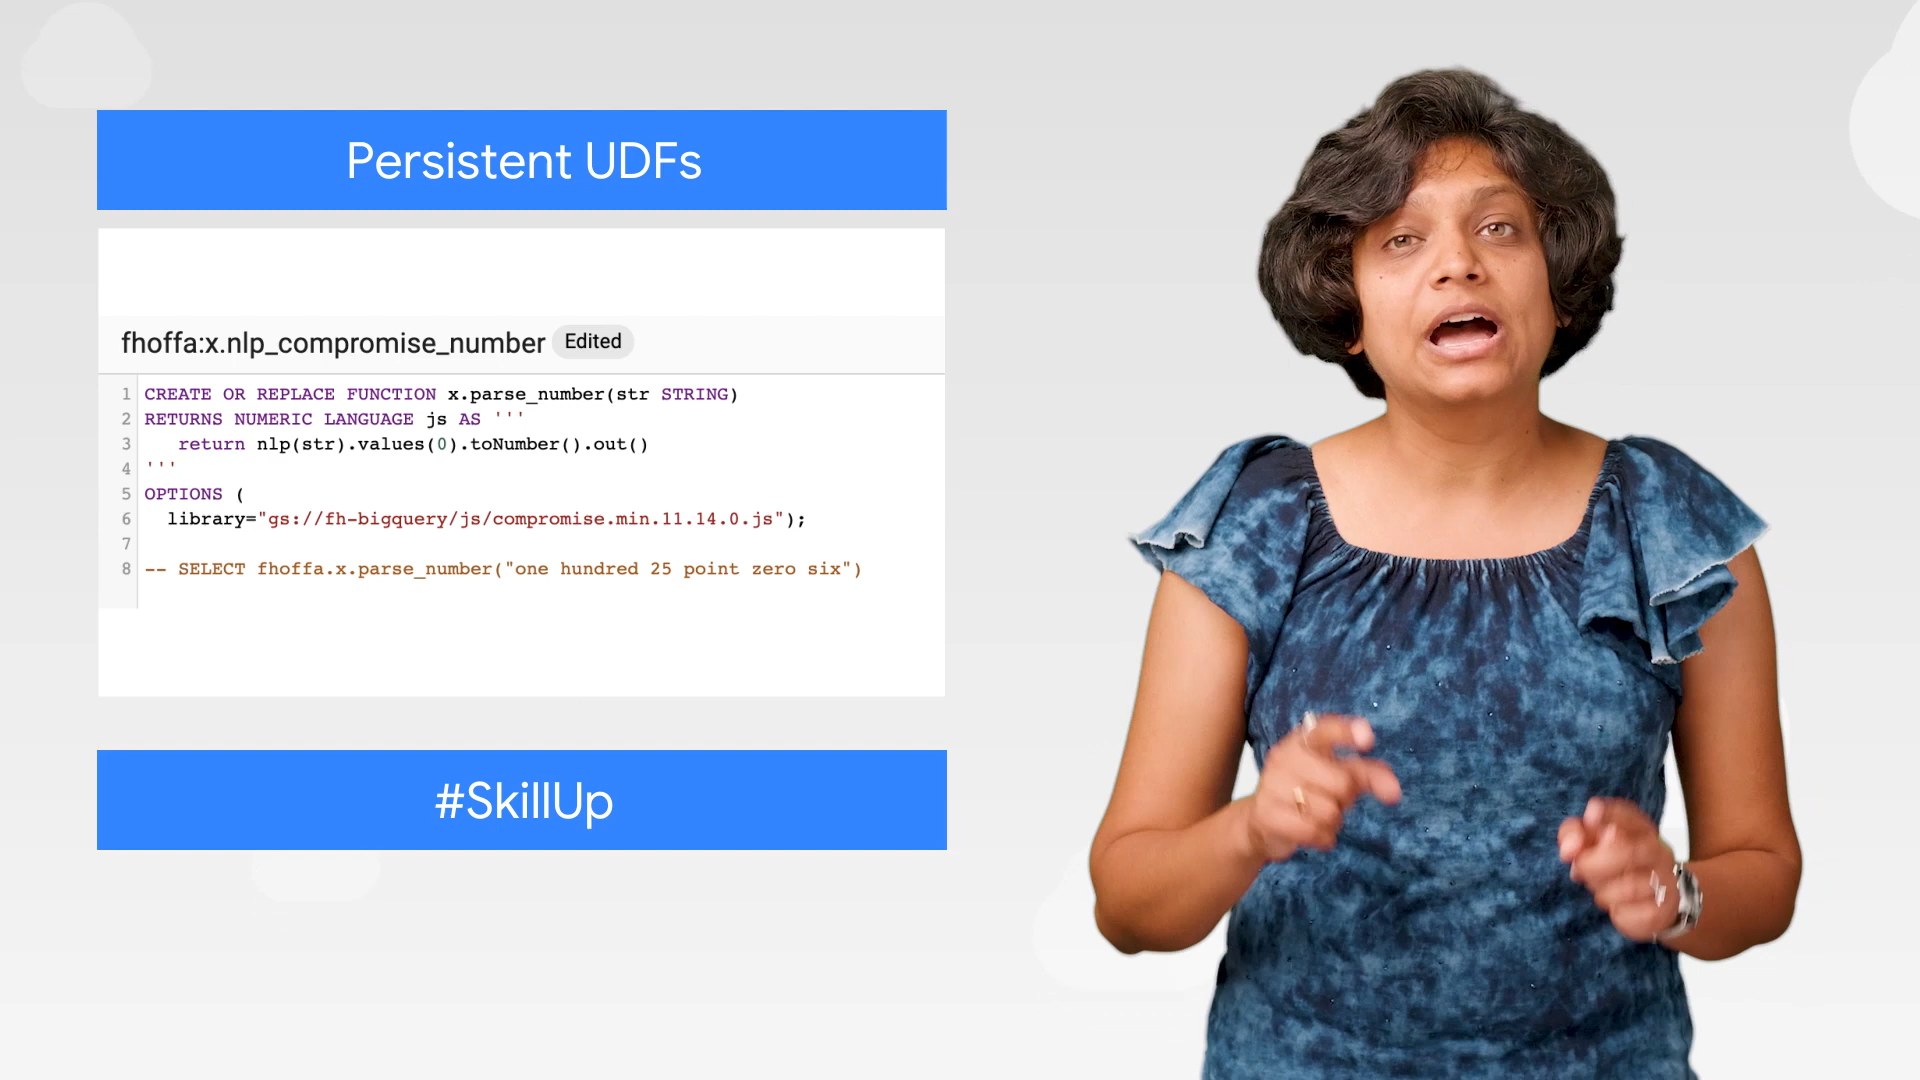 Persistent UDFs
fhoffa:x.nlp_compromise_number Edited
1 CREATE OR REPLACE FUNCTION x.parse_number(str STRING)
2 RETURNS NUMERIC LANGUAGE js AS '''
3 return nlp(str).values(0).toNumber().out()
4 '''
5 OPTIONS (
6 library="gs://fh-bigquery/js/compromise.min.11.14.0.js");
7
8 -- SELECT fhoffa.x.parse_number("one hundred 25 point zero six")
#SkillUp